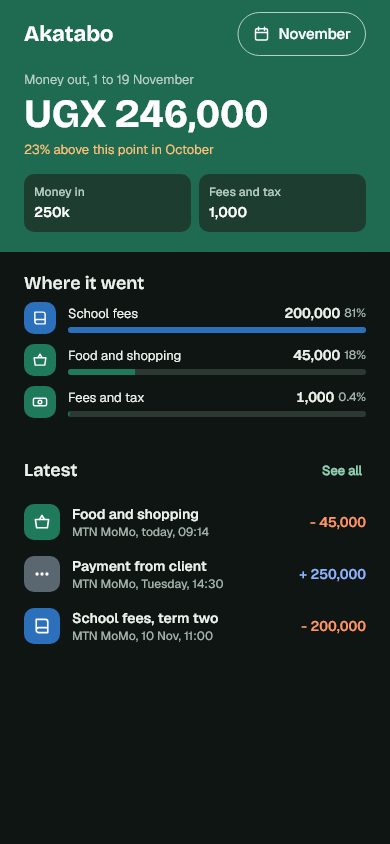 Akatabo
November
Money out, 1 to 19 November
UGX 246,000
23% above this point in October
Money in
250k
Fees and tax
1,000
Where it went
School fees
200,000 81%
Food and shopping
45,000 18%
Fees and tax
1,000 0.4%
Latest
See all
Food and shopping
MTN MoMo, today, 09:14
- 45,000
Payment from client
MTN MoMo, Tuesday, 14:30
+ 250,000
School fees, term two
MTN MoMo, 10 Nov, 11:00
- 200,000